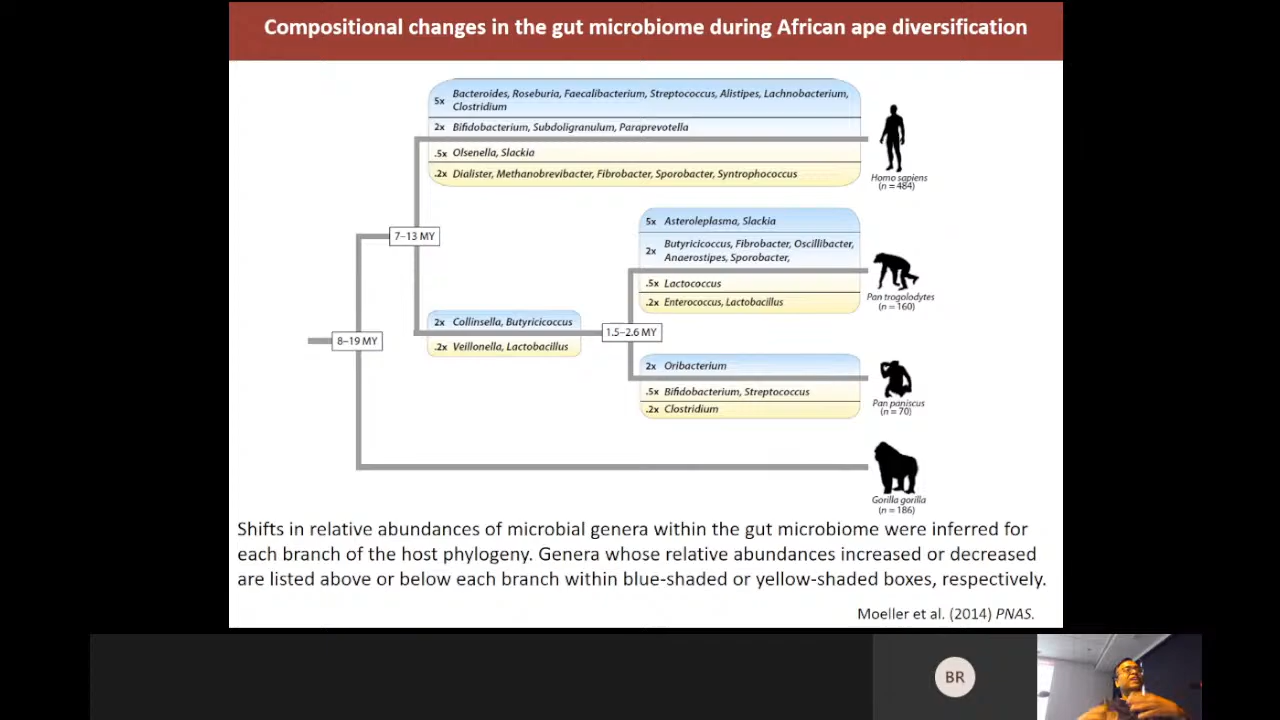 Compositional changes in the gut microbiome during African ape diversification
5x Bacteroides, Roseburia, Faecalibacterium, Streptococcus, Alistipes, Lachnobacterium,
Clostridium
2x Bifidobacterium, Subdoligranulum, Paraprevotella
.5x Olsenella, Slackia
.2x Dialister, Methanobrevibacter, Fibrobacter, Sporobacter, Syntrophococcus
Homo sapiens
(n = 484)
7–13 MY
5x Asteroleplasma, Slackia
2x Butyricicoccus, Fibrobacter, Oscillibacter,
Anaerostipes, Sporobacter,
.5x Lactococcus
.2x Enterococcus, Lactobacillus
Pan trogolodytes
(n = 160)
2x Collinsella, Butyricicoccus
.2x Veillonella, Lactobacillus
1.5–2.6 MY
8–19 MY
2x Oribacterium
.5x Bifidobacterium, Streptococcus
.2x Clostridium
Pan paniscus
(n = 70)
Gorilla gorilla
(n = 186)
Shifts in relative abundances of microbial genera within the gut microbiome were inferred for
each branch of the host phylogeny. Genera whose relative abundances increased or decreased
are listed above or below each branch within blue-shaded or yellow-shaded boxes, respectively.
Moeller et al. (2014) PNAS.
BR